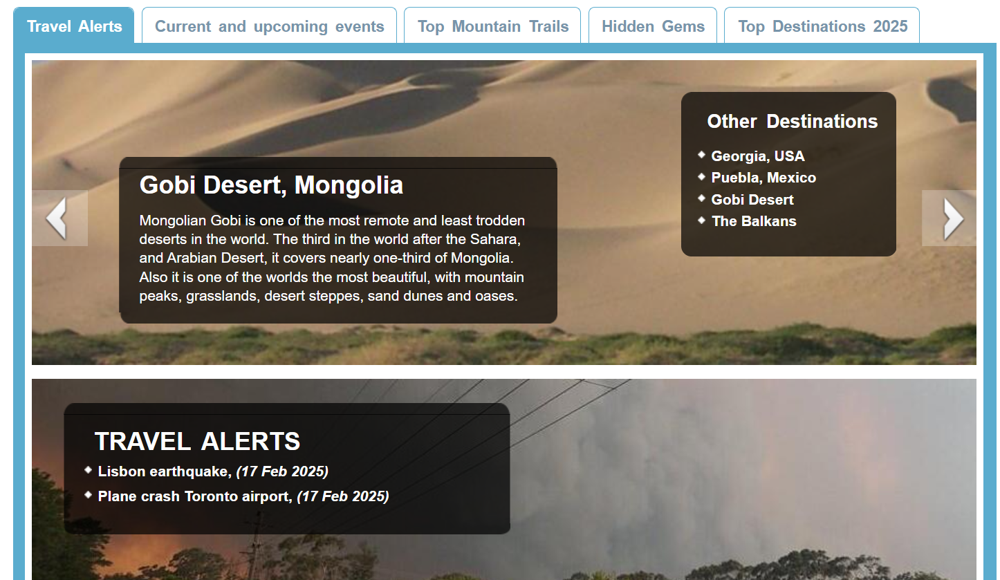 Travel Alerts
Current and upcoming events
Top Mountain Trails
Hidden Gems
Top Destinations 2025
Other Destinations
Georgia, USA
Puebla, Mexico
Gobi Desert
The Balkans
Gobi Desert, Mongolia
Mongolian Gobi is one of the most remote and least trodden
deserts in the world. The third in the world after the Sahara,
and Arabian Desert, it covers nearly one-third of Mongolia.
Also it is one of the worlds the most beautiful, with mountain
peaks, grasslands, desert steppes, sand dunes and oases.
TRAVEL ALERTS
Lisbon earthquake, (17 Feb 2025)
Plane crash Toronto airport, (17 Feb 2025)